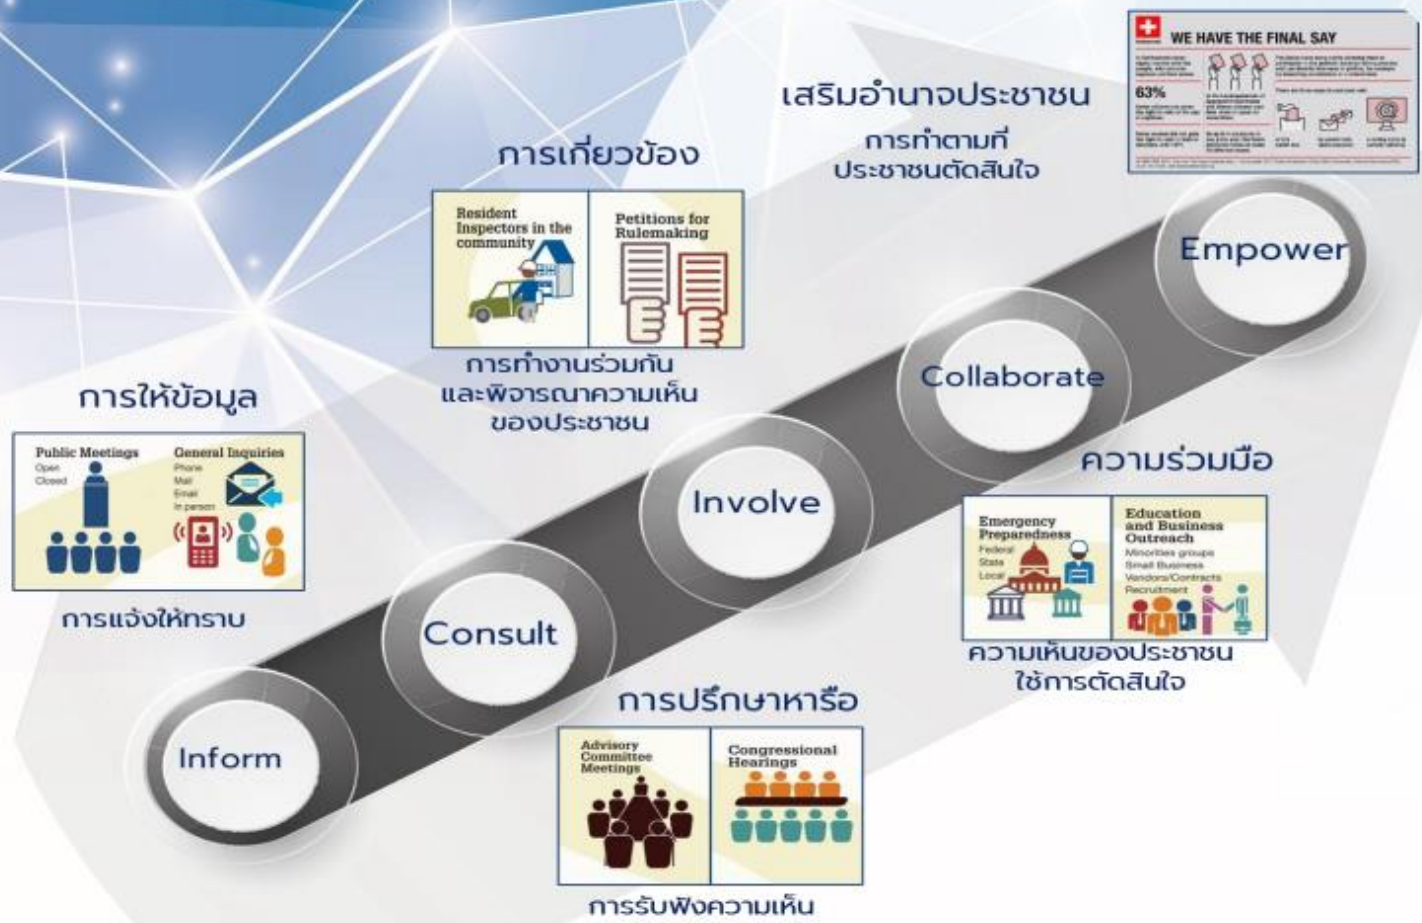 WE HAVE THE FINAL SAY
63%
เสริมอำนาจประชาชน
การทำตามที่
ประชาชนตัดสินใจ
Empower
การเกี่ยวข้อง
Resident
Inspectors in the
community
Petitions for
Rulemaking
การทำงานร่วมกัน
และพิจารณาความเห็น
ของประชาชน
Collaborate
ความร่วมมือ
Emergency
Preparedness
Federal
State
Local
Education
and Business
Outreach
Minorities groups
Small Business
Vendors/Contracts
Recruitment
ความเห็นของประชาชน
ใช้การตัดสินใจ
การให้ข้อมูล
Public Meetings
Open
Closed
General Inquiries
Phone
Mail
Email
In person
การแจ้งให้ทราบ
Involve
Consult
การปรึกษาหารือ
Advisory
Committee
Meetings
Congressional
Hearings
การรับฟังความเห็น
Inform